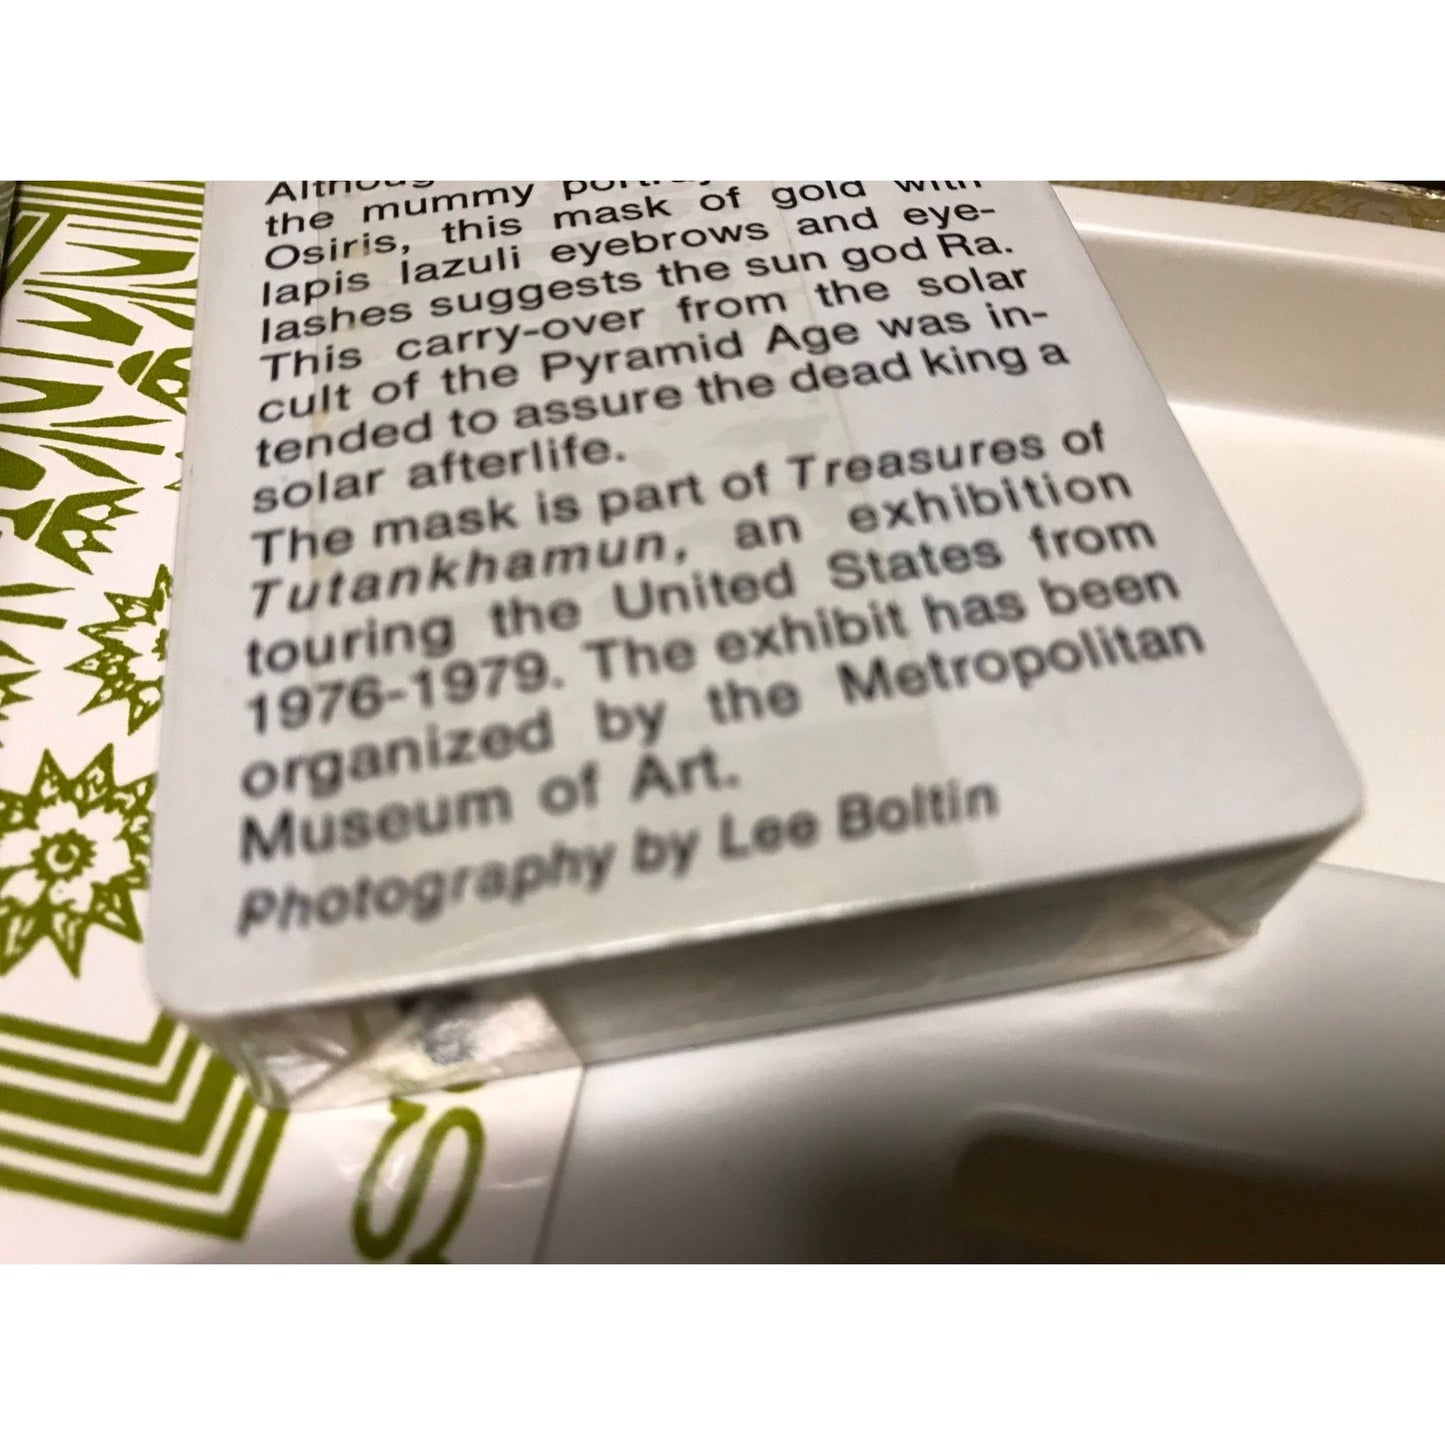 the mummy
Osiris, this mask of gold with
lapis lazuli eyebrows and eye-
lashes suggests the sun god Ra.
This carry-over from the solar
cult of the Pyramid Age was in-
tended to assure the dead king a
solar afterlife.
The mask is part of Treasures of
Tutankhamun, an exhibition
touring the United States from
1976-1979. The exhibit has been
organized by the Metropolitan
Museum of Art.
Photography by Lee Boltin
S